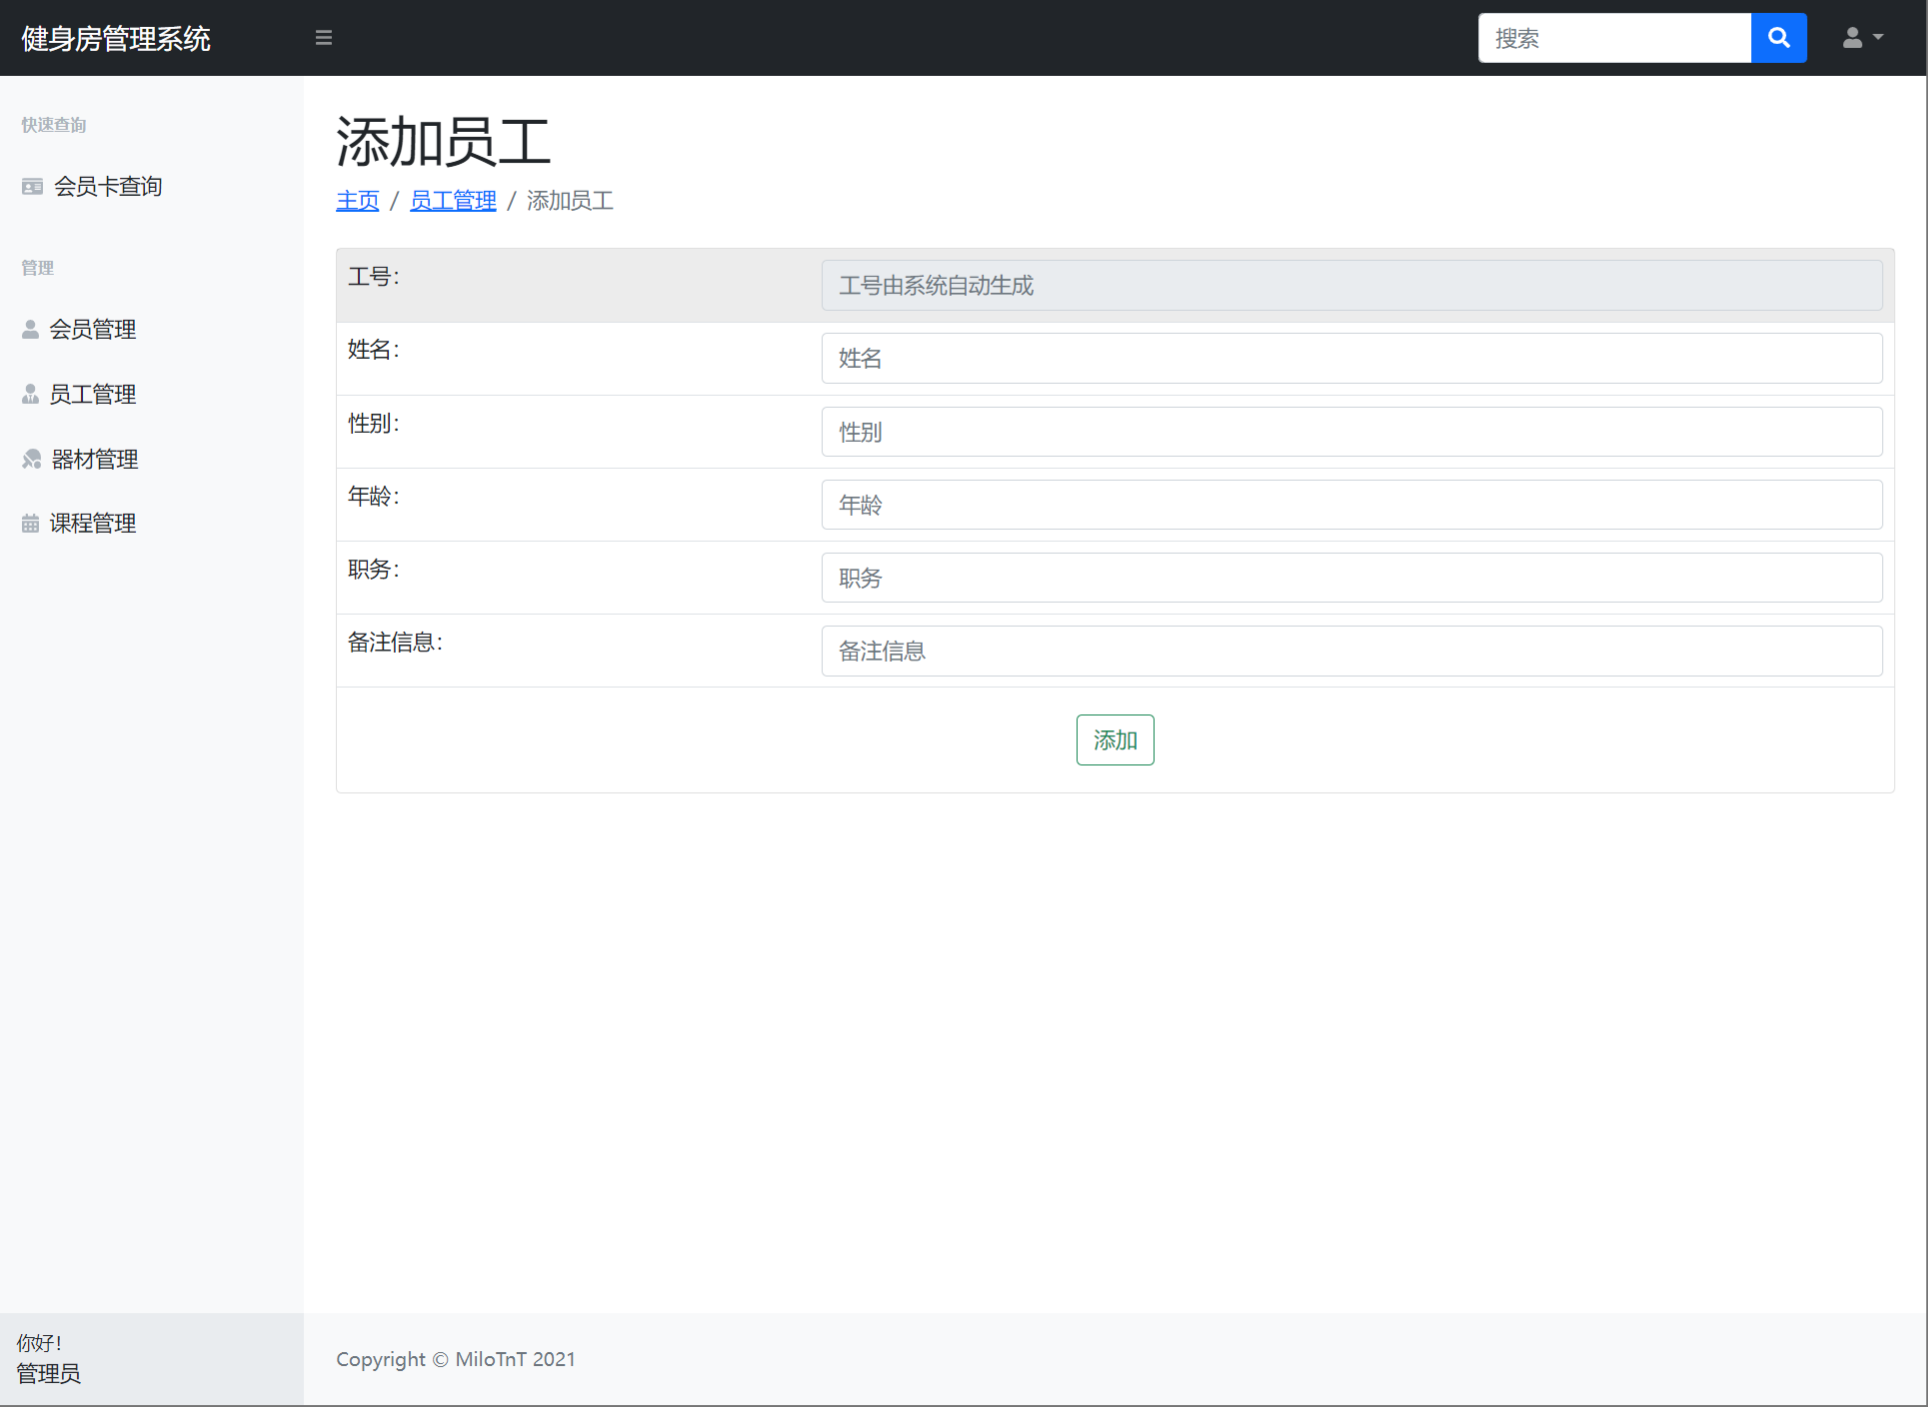 健身房管理系统
搜索
快速查询
会员卡查询
管理
会员管理
员工管理
器材管理
课程管理
添加员工
主页 / 员工管理 / 添加员工
工号： 工号由系统自动生成
姓名： 姓名
性别： 性别
年龄： 年龄
职务： 职务
备注信息： 备注信息
添加
你好！
管理员
Copyright © MiloTnT 2021